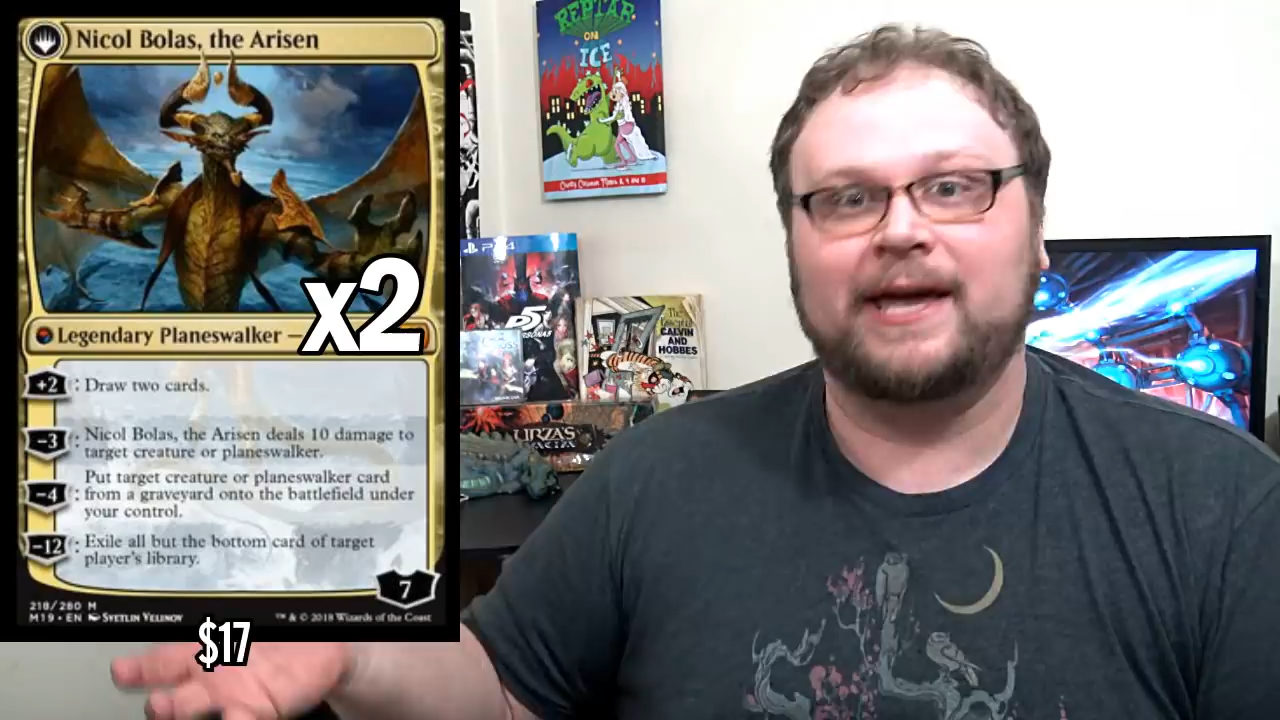 Nicol Bolas, the Arisen
x2
Legendary Planeswalker —
+2: Draw two cards.
-3: Nicol Bolas, the Arisen deals 10 damage to
target creature or planeswalker.
-4: Put target creature or planeswalker card
from a graveyard onto the battlefield under
your control.
-12: Exile all but the bottom card of target
player's library.
7
218/280 M
M19 • EN SVETLIN VELINOV
™ & © 2018 Wizards of the Coast
$17
REPTAR
ON
ICE
PS4
P5
CALVIN
AND
HOBBES
URZA'S